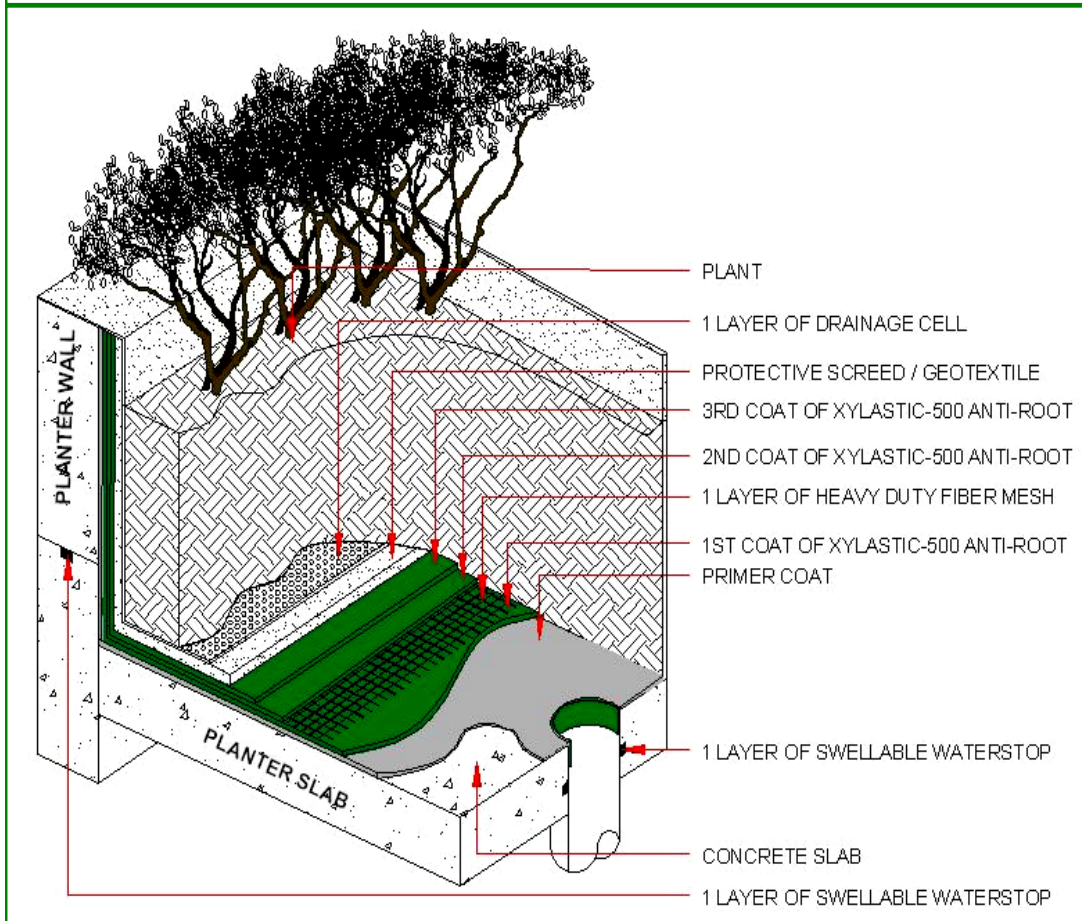 PLANT
1 LAYER OF DRAINAGE CELL
PROTECTIVE SCREED / GEOTEXTILE
3RD COAT OF XYLASTIC-500 ANTI-ROOT
2ND COAT OF XYLASTIC-500 ANTI-ROOT
1 LAYER OF HEAVY DUTY FIBER MESH
1ST COAT OF XYLASTIC-500 ANTI-ROOT
PRIMER COAT
PLANTER WALL
PLANTER SLAB
1 LAYER OF SWELLABLE WATERSTOP
CONCRETE SLAB
1 LAYER OF SWELLABLE WATERSTOP